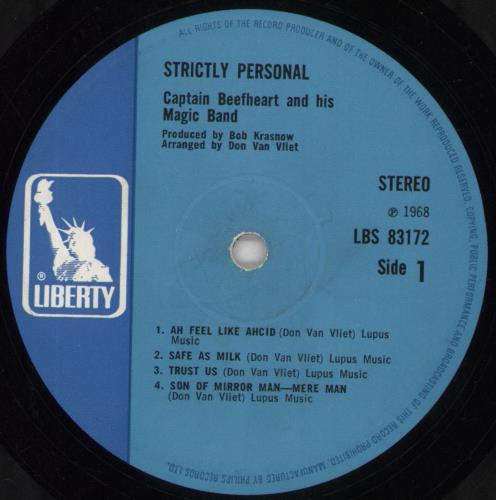 ALL RIGHTS OF THE RECORD PRODUCER AND OF THE OWNER OF THE WORK REPRODUCED RESERVED. COPYING, PUBLIC PERFORMANCE AND BROADCASTING OF THIS RECORD PROHIBITED. MANUFACTURED BY PHILIPS RECORDS LTD.
STRICTLY PERSONAL
Captain Beefheart and his
Magic Band
Produced by Bob Krasnow
Arranged by Don Van Vliet
STEREO
℗ 1968
LBS 83172
Side 1
®
LIBERTY
1. AH FEEL LIKE AHCID (Don Van Vliet) Lupus
Music
2. SAFE AS MILK (Don Van Vliet) Lupus Music
3. TRUST US (Don Van Vliet) Lupus Music
4. SON OF MIRROR MAN—MERE MAN
(Don Van Vliet) Lupus Music